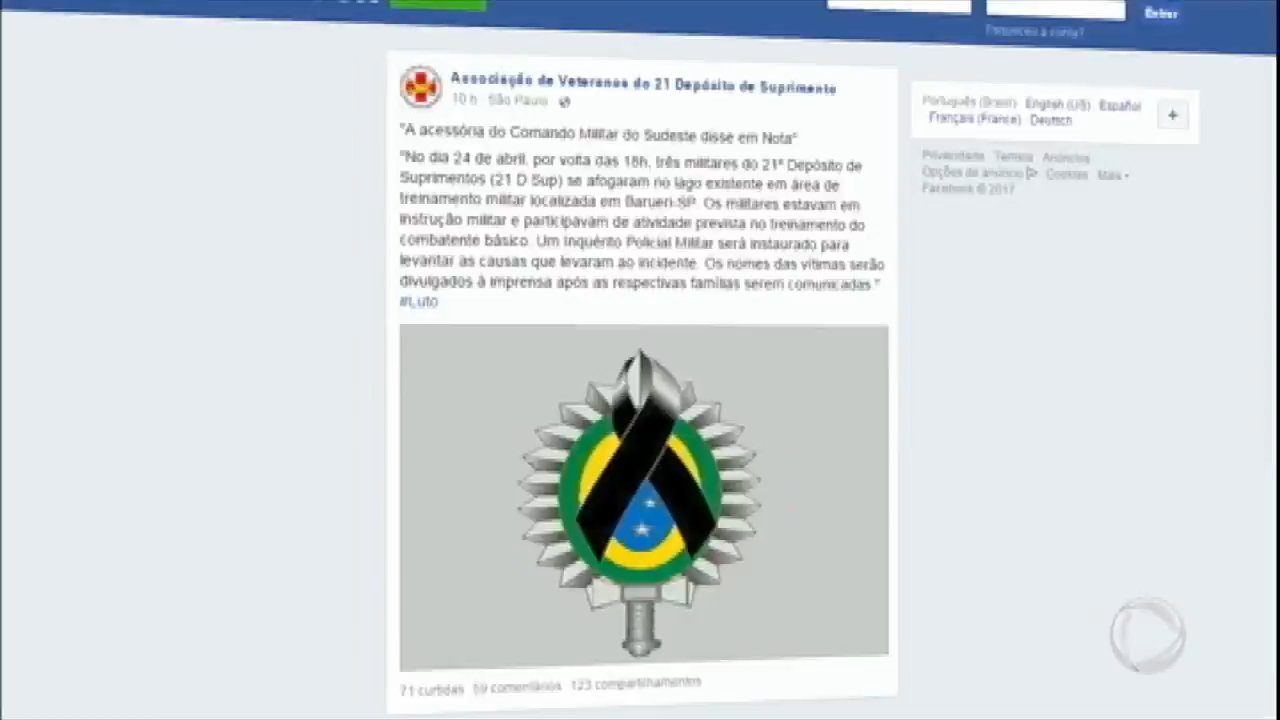 Entrar
Associação de Veteranos do 21 Depósito de Suprimento
10 h · São Paulo
"A acessória do Comando Militar do Sudeste disse em Nota"
"No dia 24 de abril, por volta das 16h, três militares do 21º Depósito de
Suprimentos (21 D Sup) se afogaram no lago existente em área de
treinamento militar localizada em Barueri-SP. Os militares estavam em
instrução militar e participavam de atividade prevista no treinamento do
combatente básico. Um Inquérito Policial Militar será instaurado para
levantar as causas que levaram ao incidente. Os nomes das vítimas serão
divulgados à imprensa após as respectivas famílias serem comunicadas."
#Luto
71 curtidas 59 comentários 123 compartilhamentos
Português (Brasil) English (US) Español
Français (France) Deutsch
+
Privacidade Termos Anúncios
Opções de anúncio Cookies Mais
Facebook © 2017